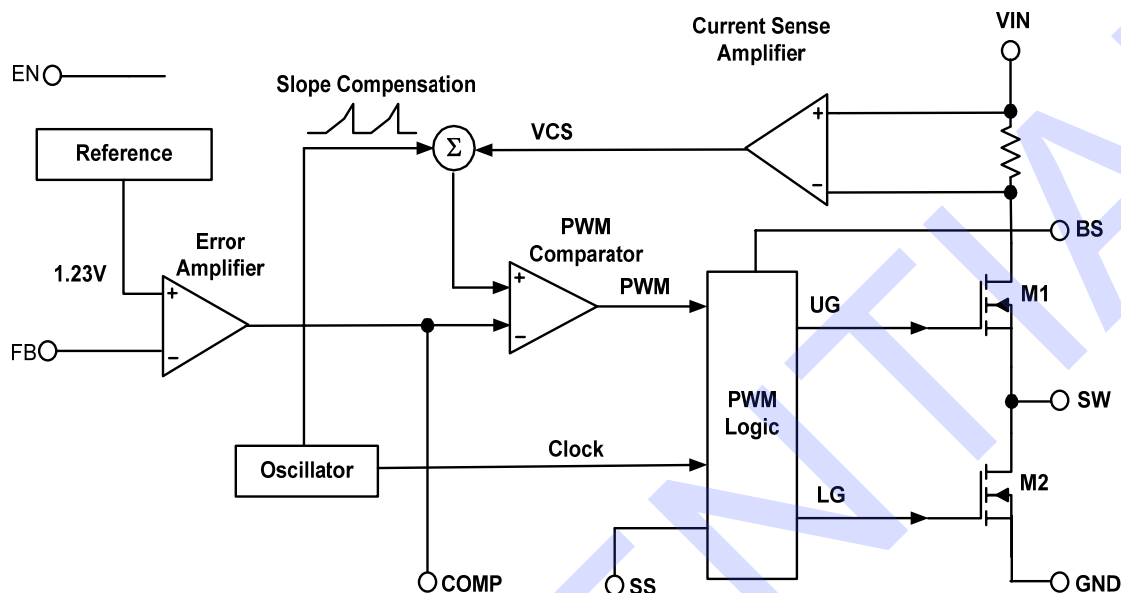 Current Sense
Amplifier
VIN
EN
Slope Compensation
Reference
Σ
VCS
+
−
BS
Error
Amplifier
PWM
Comparator
1.23V
+
−
+
−
PWM
UG
M1
FB
PWM
Logic
SW
Oscillator
Clock
LG
M2
COMP
SS
GND
NTIA